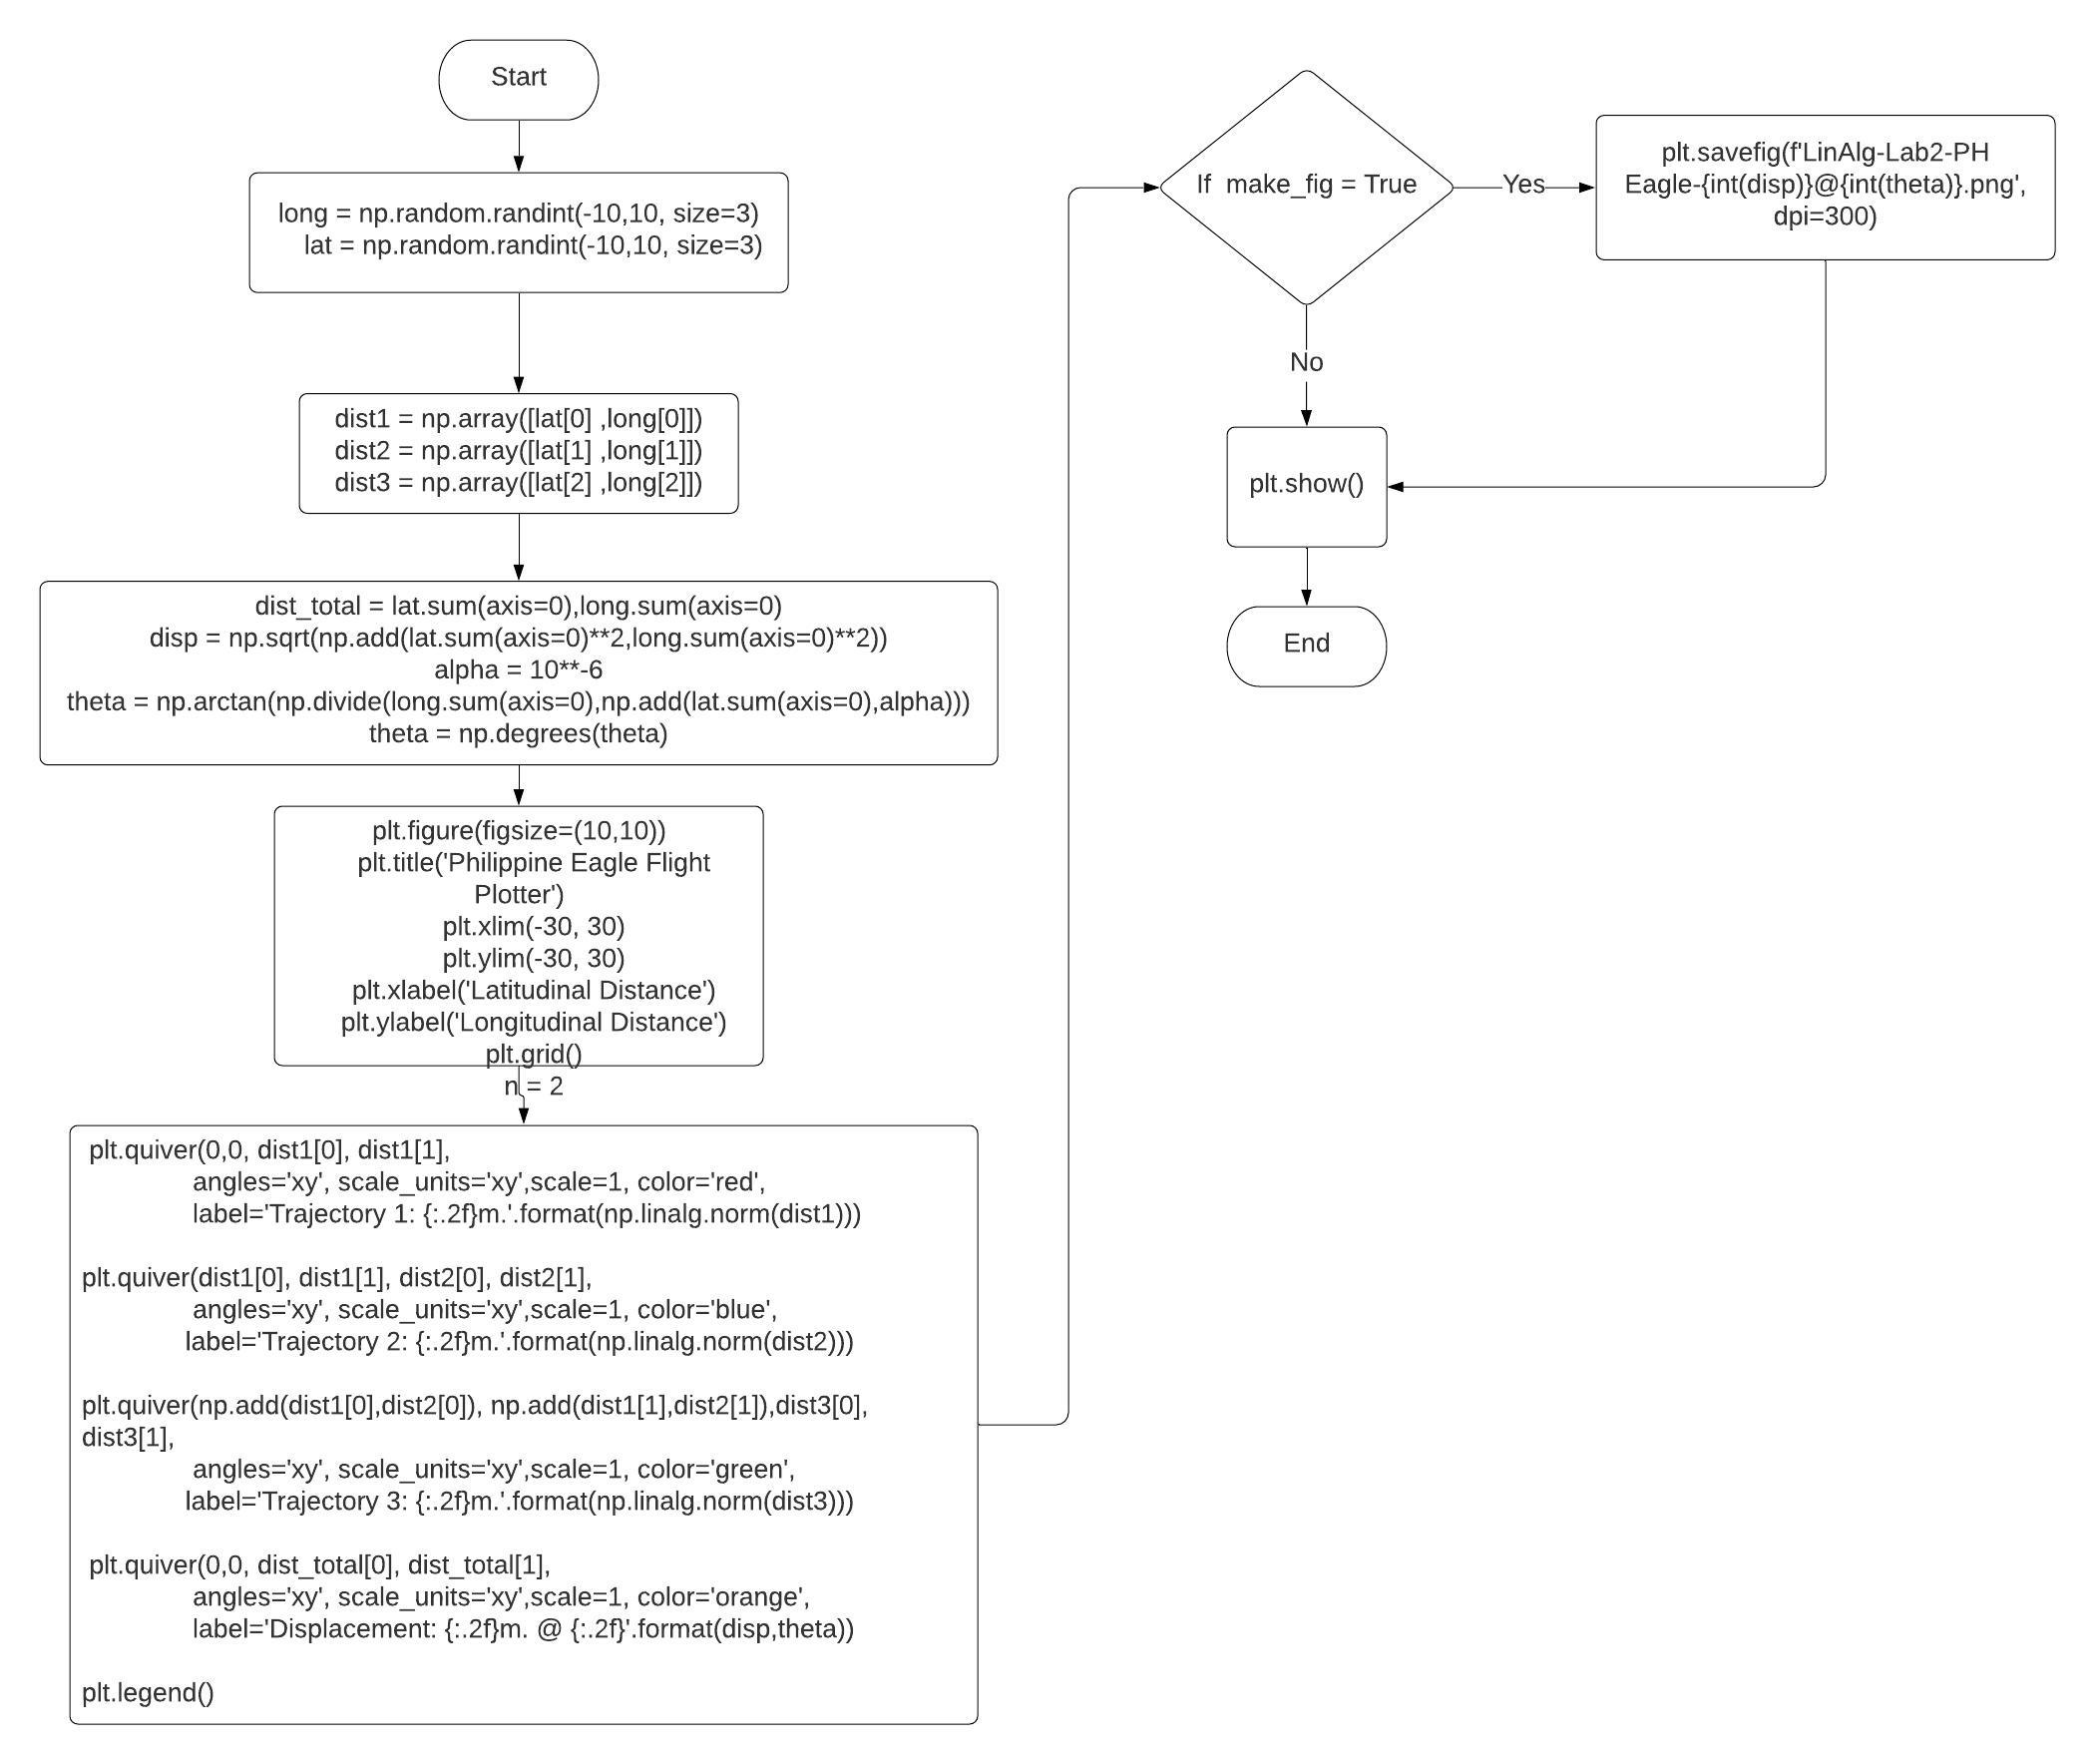 Start
long = np.random.randint(-10,10, size=3)
lat = np.random.randint(-10,10, size=3)
dist1 = np.array([lat[0] ,long[0]])
dist2 = np.array([lat[1] ,long[1]])
dist3 = np.array([lat[2] ,long[2]])
dist_total = lat.sum(axis=0),long.sum(axis=0)
disp = np.sqrt(np.add(lat.sum(axis=0)**2,long.sum(axis=0)**2))
alpha = 10**-6
theta = np.arctan(np.divide(long.sum(axis=0),np.add(lat.sum(axis=0),alpha)))
theta = np.degrees(theta)
plt.figure(figsize=(10,10))
plt.title('Philippine Eagle Flight
Plotter')
plt.xlim(-30, 30)
plt.ylim(-30, 30)
plt.xlabel('Latitudinal Distance')
plt.ylabel('Longitudinal Distance')
plt.grid()
n = 2
plt.quiver(0,0, dist1[0], dist1[1],
angles='xy', scale_units='xy',scale=1, color='red',
label='Trajectory 1: {:.2f}m.'.format(np.linalg.norm(dist1)))
plt.quiver(dist1[0], dist1[1], dist2[0], dist2[1],
angles='xy', scale_units='xy',scale=1, color='blue',
label='Trajectory 2: {:.2f}m.'.format(np.linalg.norm(dist2)))
plt.quiver(np.add(dist1[0],dist2[0]), np.add(dist1[1],dist2[1]),dist3[0],
dist3[1],
angles='xy', scale_units='xy',scale=1, color='green',
label='Trajectory 3: {:.2f}m.'.format(np.linalg.norm(dist3)))
plt.quiver(0,0, dist_total[0], dist_total[1],
angles='xy', scale_units='xy',scale=1, color='orange',
label='Displacement: {:.2f}m. @ {:.2f}'.format(disp,theta))
plt.legend()
If  make_fig = True
Yes
plt.savefig(f'LinAlg-Lab2-PH
Eagle-{int(disp)}@{int(theta)}.png',
dpi=300)
No
plt.show()
End